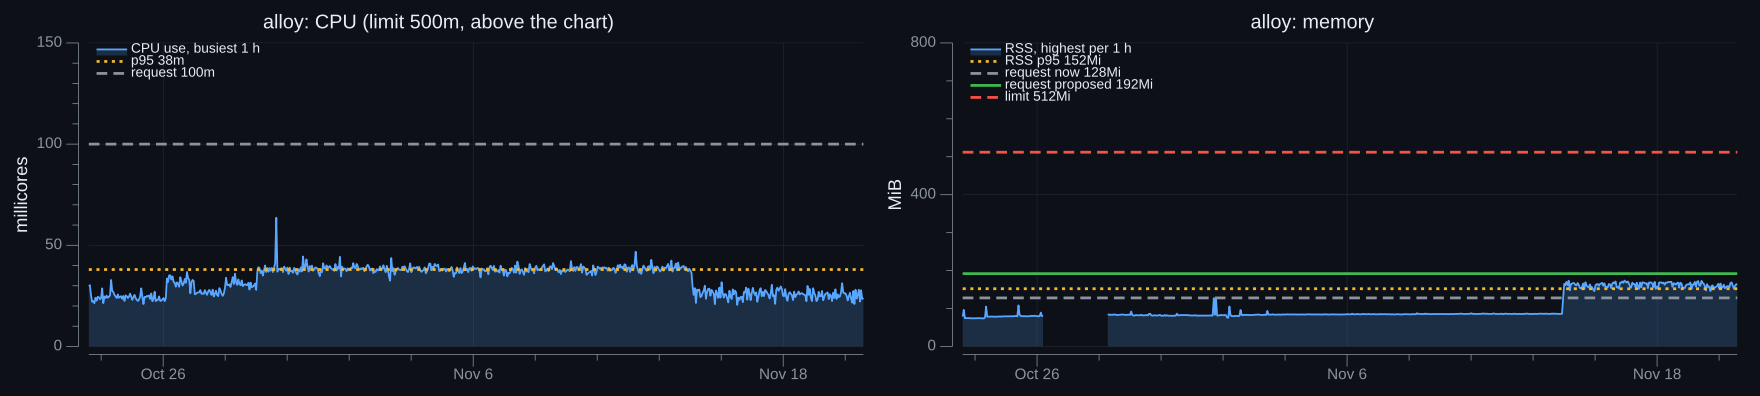 alloy: CPU (limit 500m, above the chart)
150
100
50
0
millicores
CPU use, busiest 1 h
p95 38m
request 100m
Oct 26
Nov 6
Nov 18
alloy: memory
800
400
0
MiB
RSS, highest per 1 h
RSS p95 152Mi
request now 128Mi
request proposed 192Mi
limit 512Mi
Oct 26
Nov 6
Nov 18